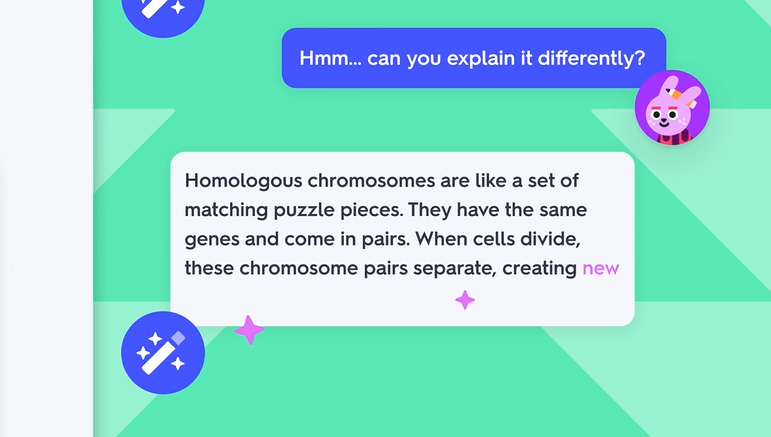 Hmm... can you explain it differently?
Homologous chromosomes are like a set of
matching puzzle pieces. They have the same
genes and come in pairs. When cells divide,
these chromosome pairs separate, creating new